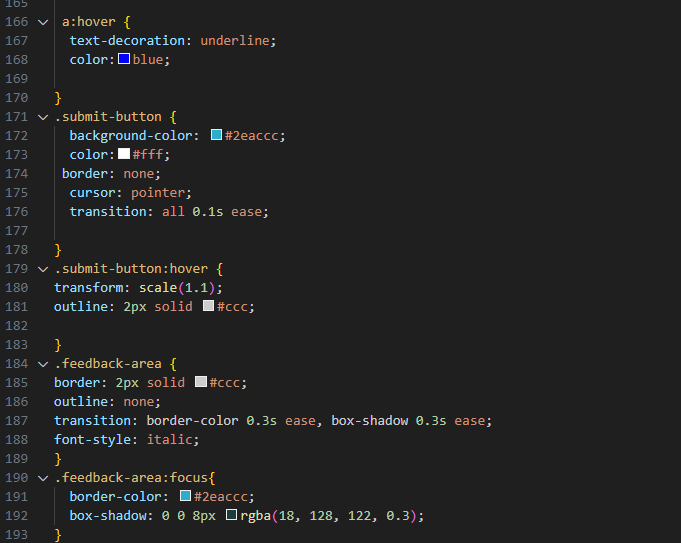 165
166 a:hover {
167 text-decoration: underline;
168 color:blue;
169
170 }
171 .submit-button {
172 background-color: #2eaccc;
173 color:#fff;
174 border: none;
175 cursor: pointer;
176 transition: all 0.1s ease;
177
178 }
179 .submit-button:hover {
180 transform: scale(1.1);
181 outline: 2px solid #ccc;
182
183 }
184 .feedback-area {
185 border: 2px solid #ccc;
186 outline: none;
187 transition: border-color 0.3s ease, box-shadow 0.3s ease;
188 font-style: italic;
189 }
190 .feedback-area:focus{
191 border-color: #2eaccc;
192 box-shadow: 0 0 8px rgba(18, 128, 122, 0.3);
193 }